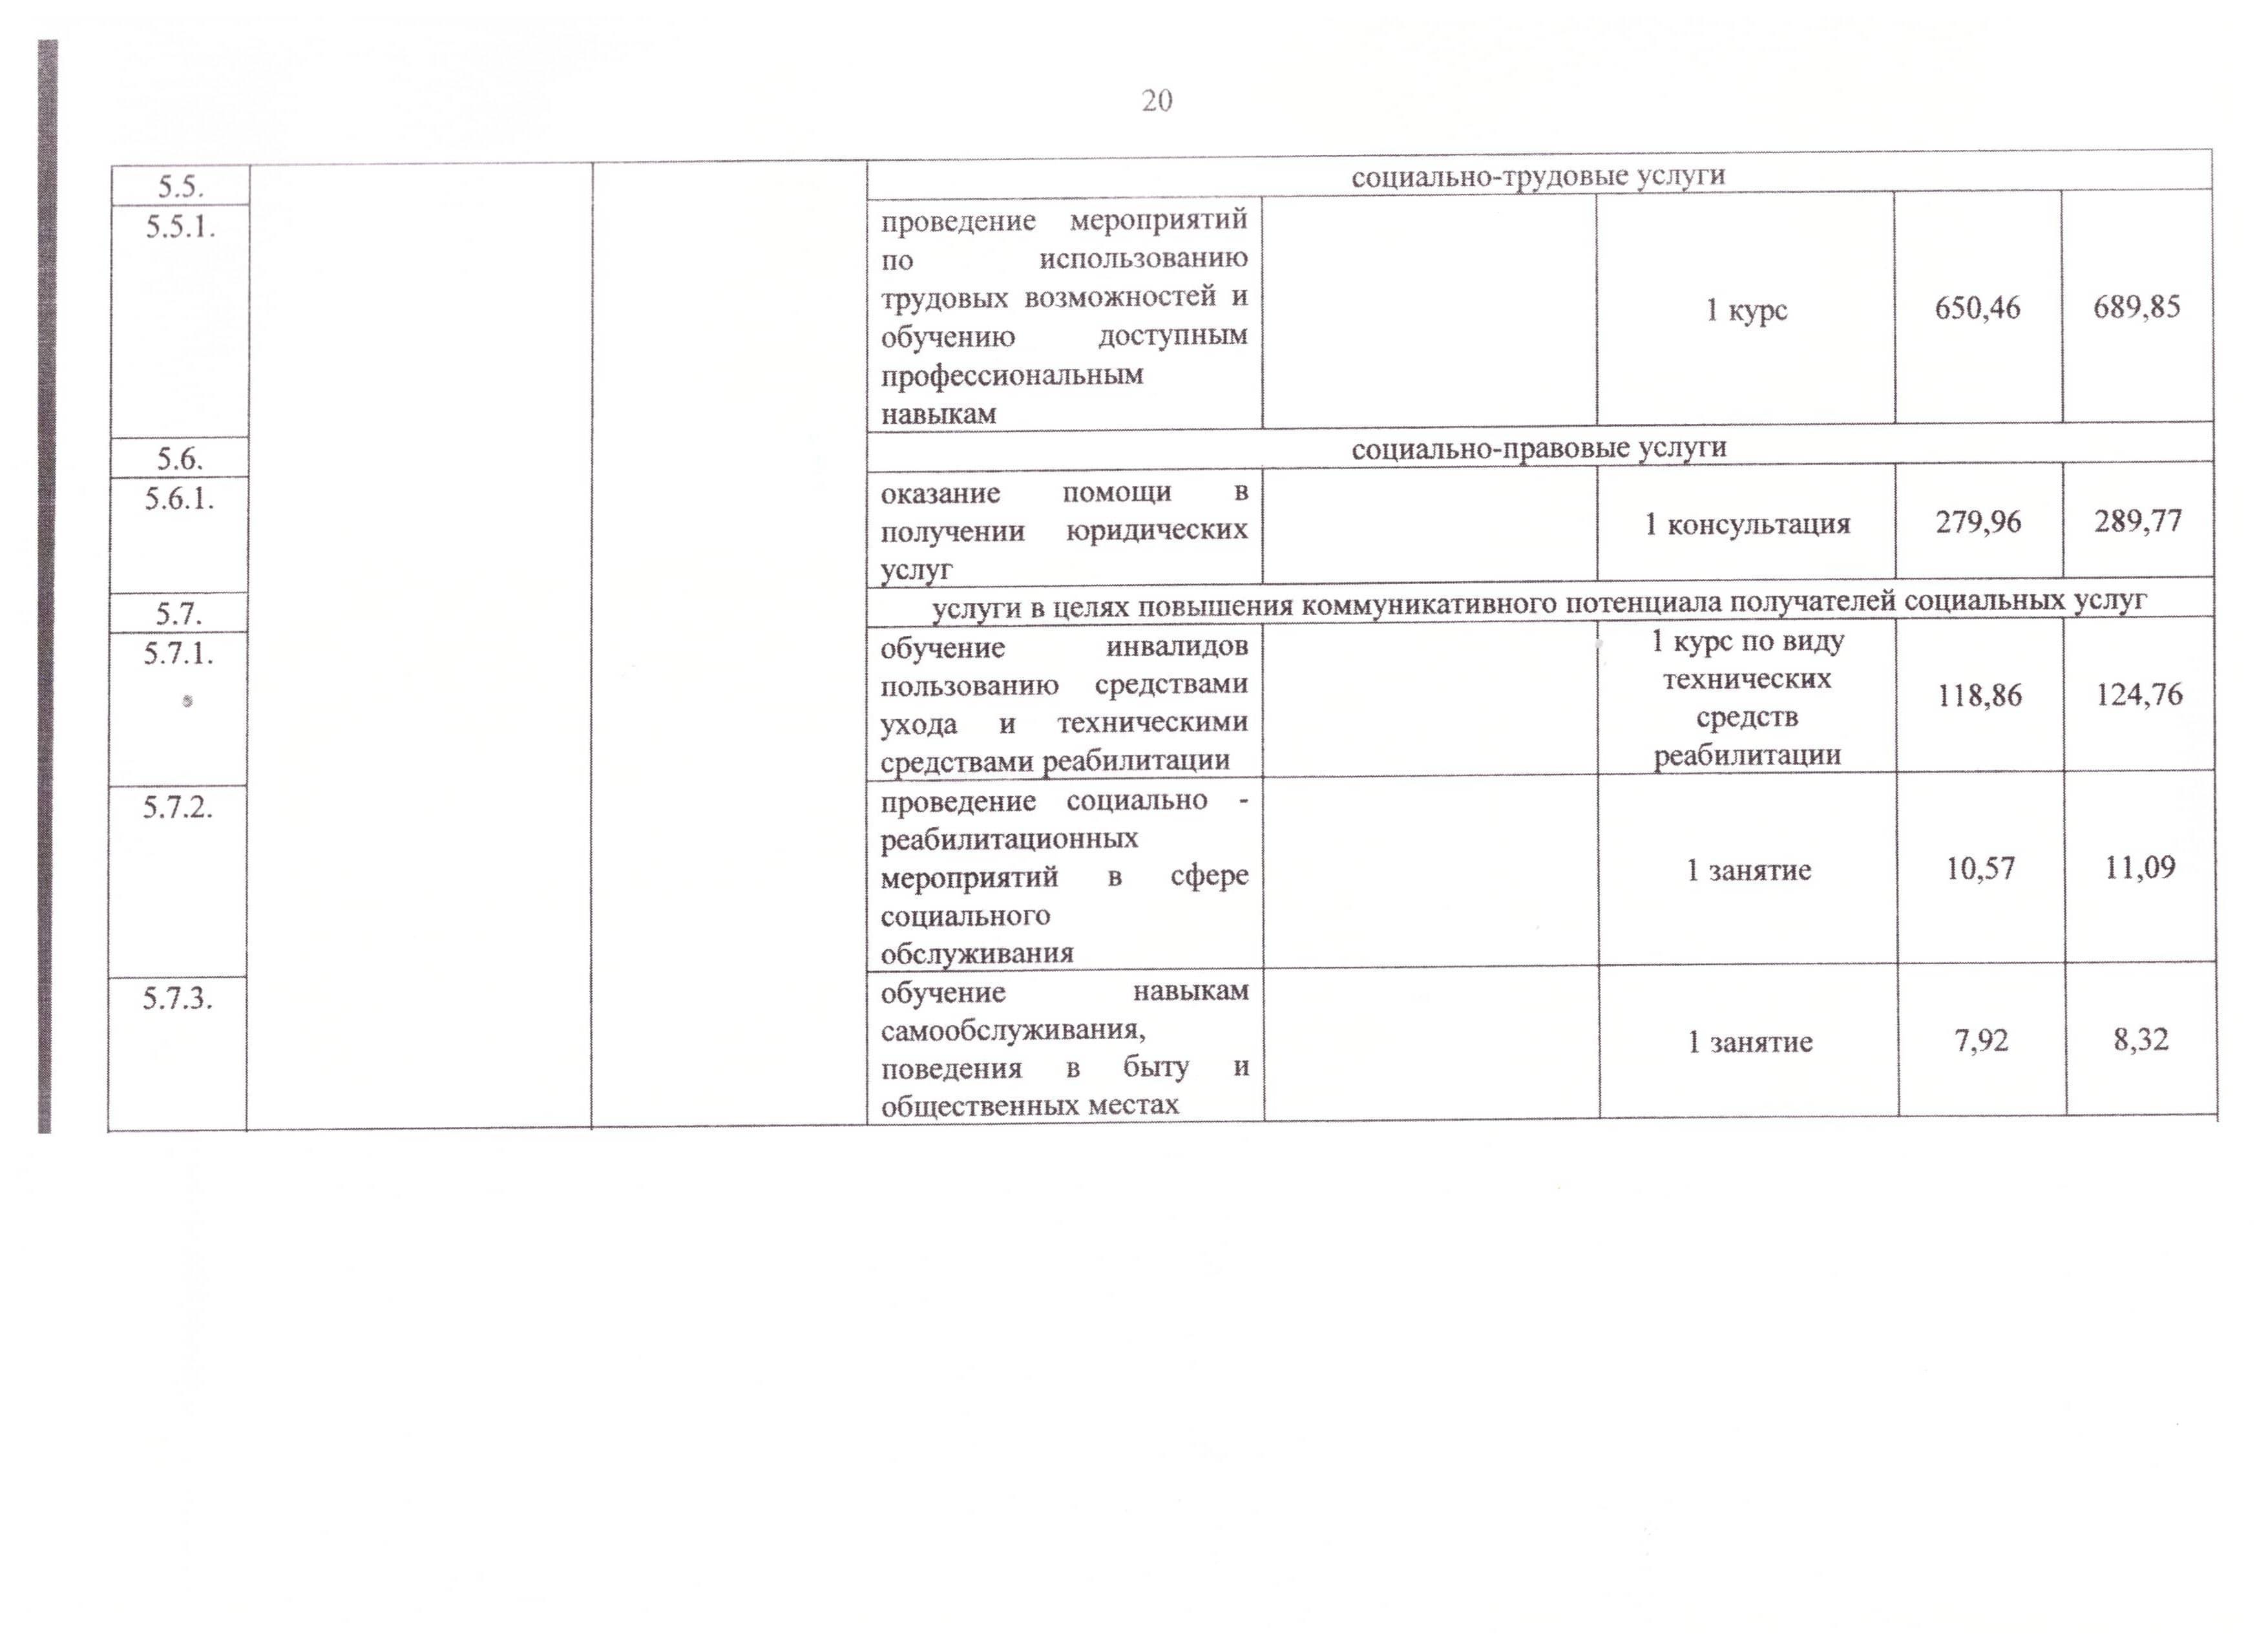 20
5.5.
социально-трудовые услуги
5.5.1.
проведение мероприятий
по использованию
трудовых возможностей и
обучению доступным
профессиональным
навыкам
1 курс
650,46
689,85
5.6.
социально-правовые услуги
5.6.1.
оказание помощи в
получении юридических
услуг
1 консультация
279,96
289,77
5.7.
услуги в целях повышения коммуникативного потенциала получателей социальных услуг
5.7.1.
обучение инвалидов
пользованию средствами
ухода и техническими
средствами реабилитации
1 курс по виду
технических
средств
реабилитации
118,86
124,76
5.7.2.
проведение социально -
реабилитационных
мероприятий в сфере
социального
обслуживания
1 занятие
10,57
11,09
5.7.3.
обучение навыкам
самообслуживания,
поведения в быту и
общественных местах
1 занятие
7,92
8,32